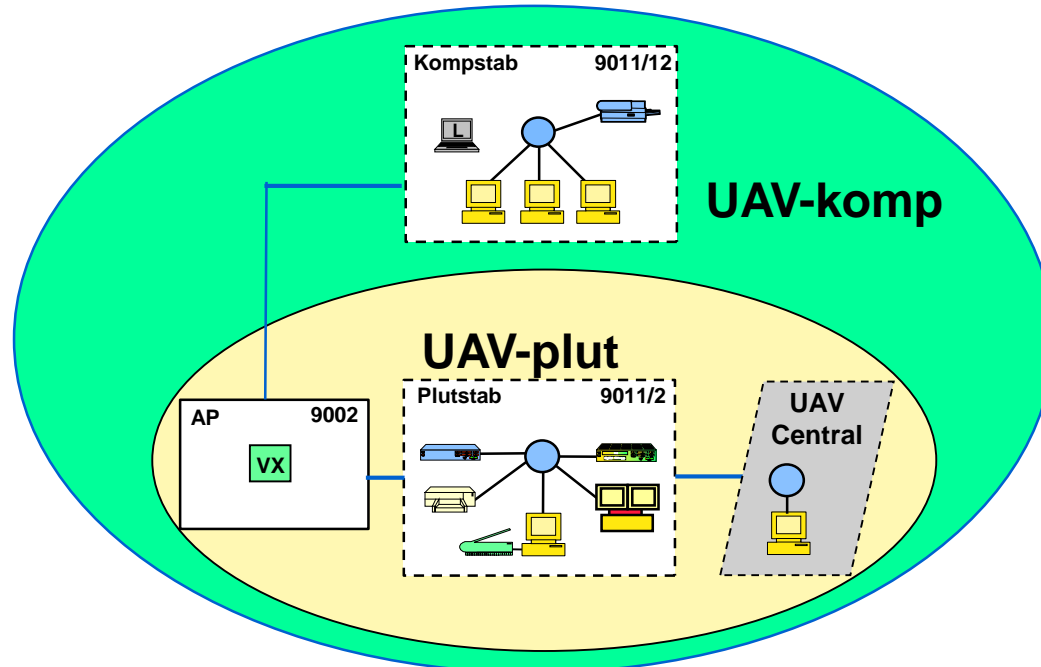 Kompstab 9011/12
L
UAV-komp
UAV-plut
AP 9002
VX
Plutstab 9011/2
UAV
Central